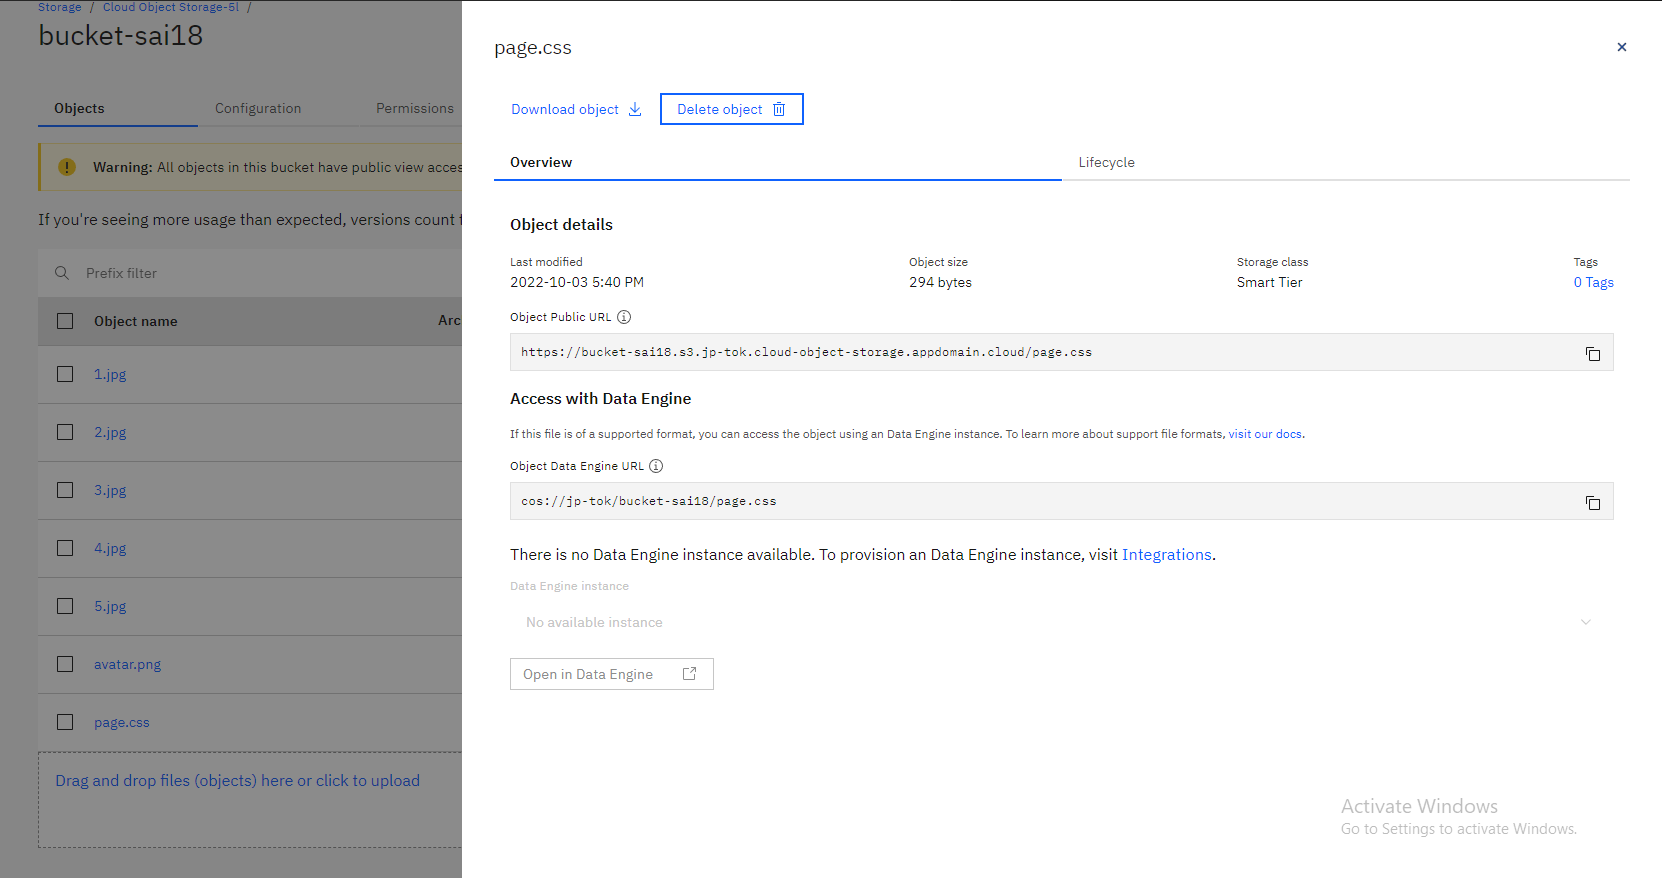 Storage / Cloud Object Storage-5l /
bucket-sai18
Objects Configuration Permissions
Warning: All objects in this bucket have public view acces
If you're seeing more usage than expected, versions count t
Prefix filter
Object name Arc
1.jpg
2.jpg
3.jpg
4.jpg
5.jpg
avatar.png
page.css
Drag and drop files (objects) here or click to upload
page.css
Download object Delete object
Overview Lifecycle
Object details
Last modified Object size Storage class Tags
2022-10-03 5:40 PM 294 bytes Smart Tier 0 Tags
Object Public URL
https://bucket-sai18.s3.jp-tok.cloud-object-storage.appdomain.cloud/page.css
Access with Data Engine
If this file is of a supported format, you can access the object using an Data Engine instance. To learn more about support file formats, visit our docs.
Object Data Engine URL
cos://jp-tok/bucket-sai18/page.css
There is no Data Engine instance available. To provision an Data Engine instance, visit Integrations.
Data Engine instance
No available instance
Open in Data Engine
Activate Windows
Go to Settings to activate Windows.